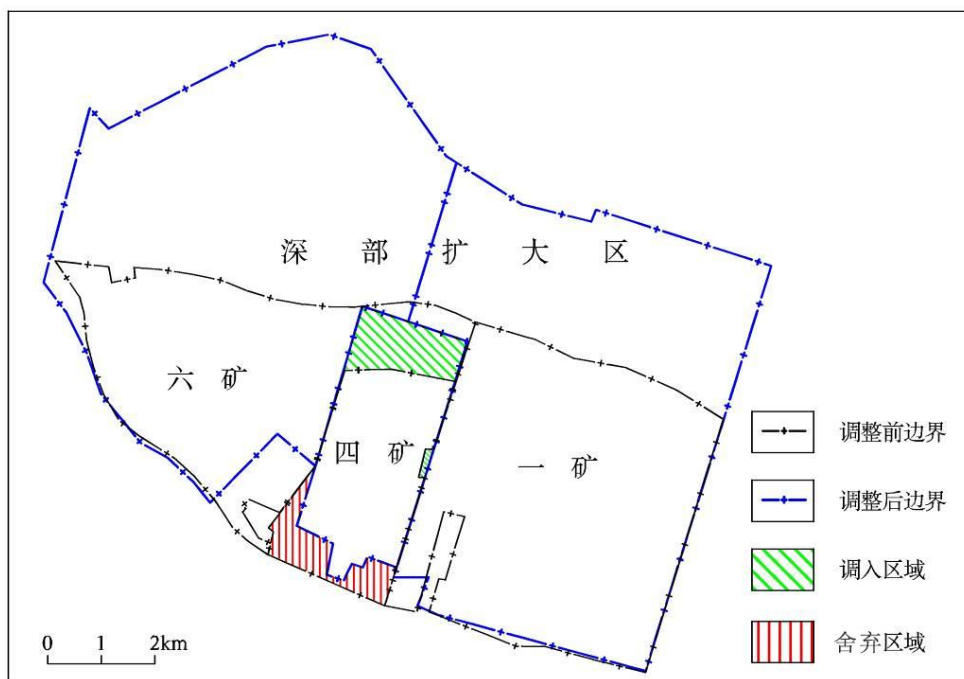 深部扩大区
六矿
四矿
一矿
调整前边界
调整后边界
调入区域
舍弃区域
0 1 2km